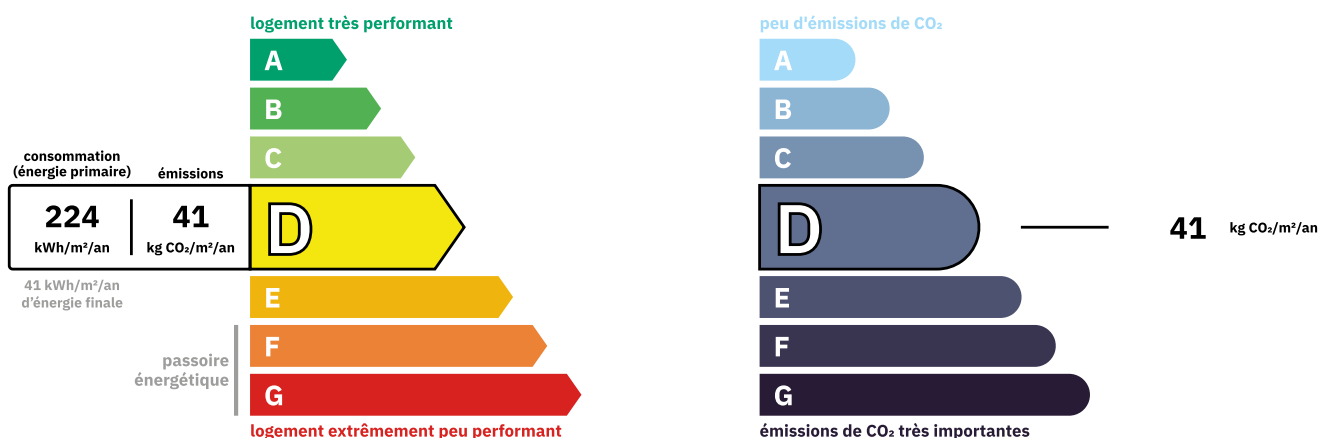 logement très performant
A
B
C
consommation
(énergie primaire)
émissions
224
kWh/m²/an
41
kg CO₂/m²/an
D
41 kWh/m²/an
d'énergie finale
E
F
passoire
énergétique
G
logement extrêmement peu performant
peu d'émissions de CO₂
A
B
C
D
41 kg CO₂/m²/an
E
F
G
émissions de CO₂ très importantes